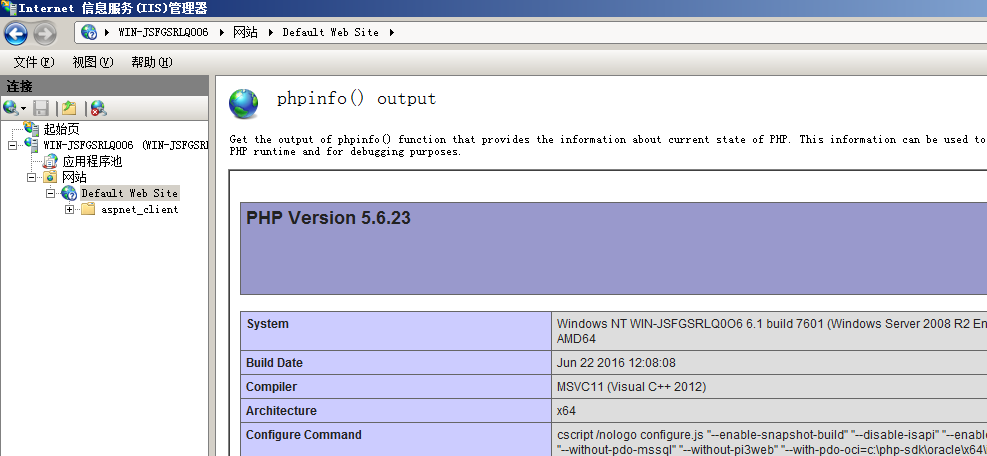 Internet 信息服务(IIS)管理器
WIN-JSFGSRLQ0O6 网站 Default Web Site
文件(F) 视图(V) 帮助(H)
连接
起始页
WIN-JSFGSRLQ0O6 (WIN-JSFGSRL
应用程序池
网站
Default Web Site
aspnet_client
phpinfo() output
Get the output of phpinfo() function that provides the information about current state of PHP. This information can be used to
PHP runtime and for debugging purposes.
PHP Version 5.6.23
System Windows NT WIN-JSFGSRLQ0O6 6.1 build 7601 (Windows Server 2008 R2 En
AMD64
Build Date Jun 22 2016 12:08:08
Compiler MSVC11 (Visual C++ 2012)
Architecture x64
Configure Command cscript /nologo configure.js "--enable-snapshot-build" "--disable-isapi" "--enable
"--without-pdo-mssql" "--without-pi3web" "--with-pdo-oci=c:\php-sdk\oracle\x64\